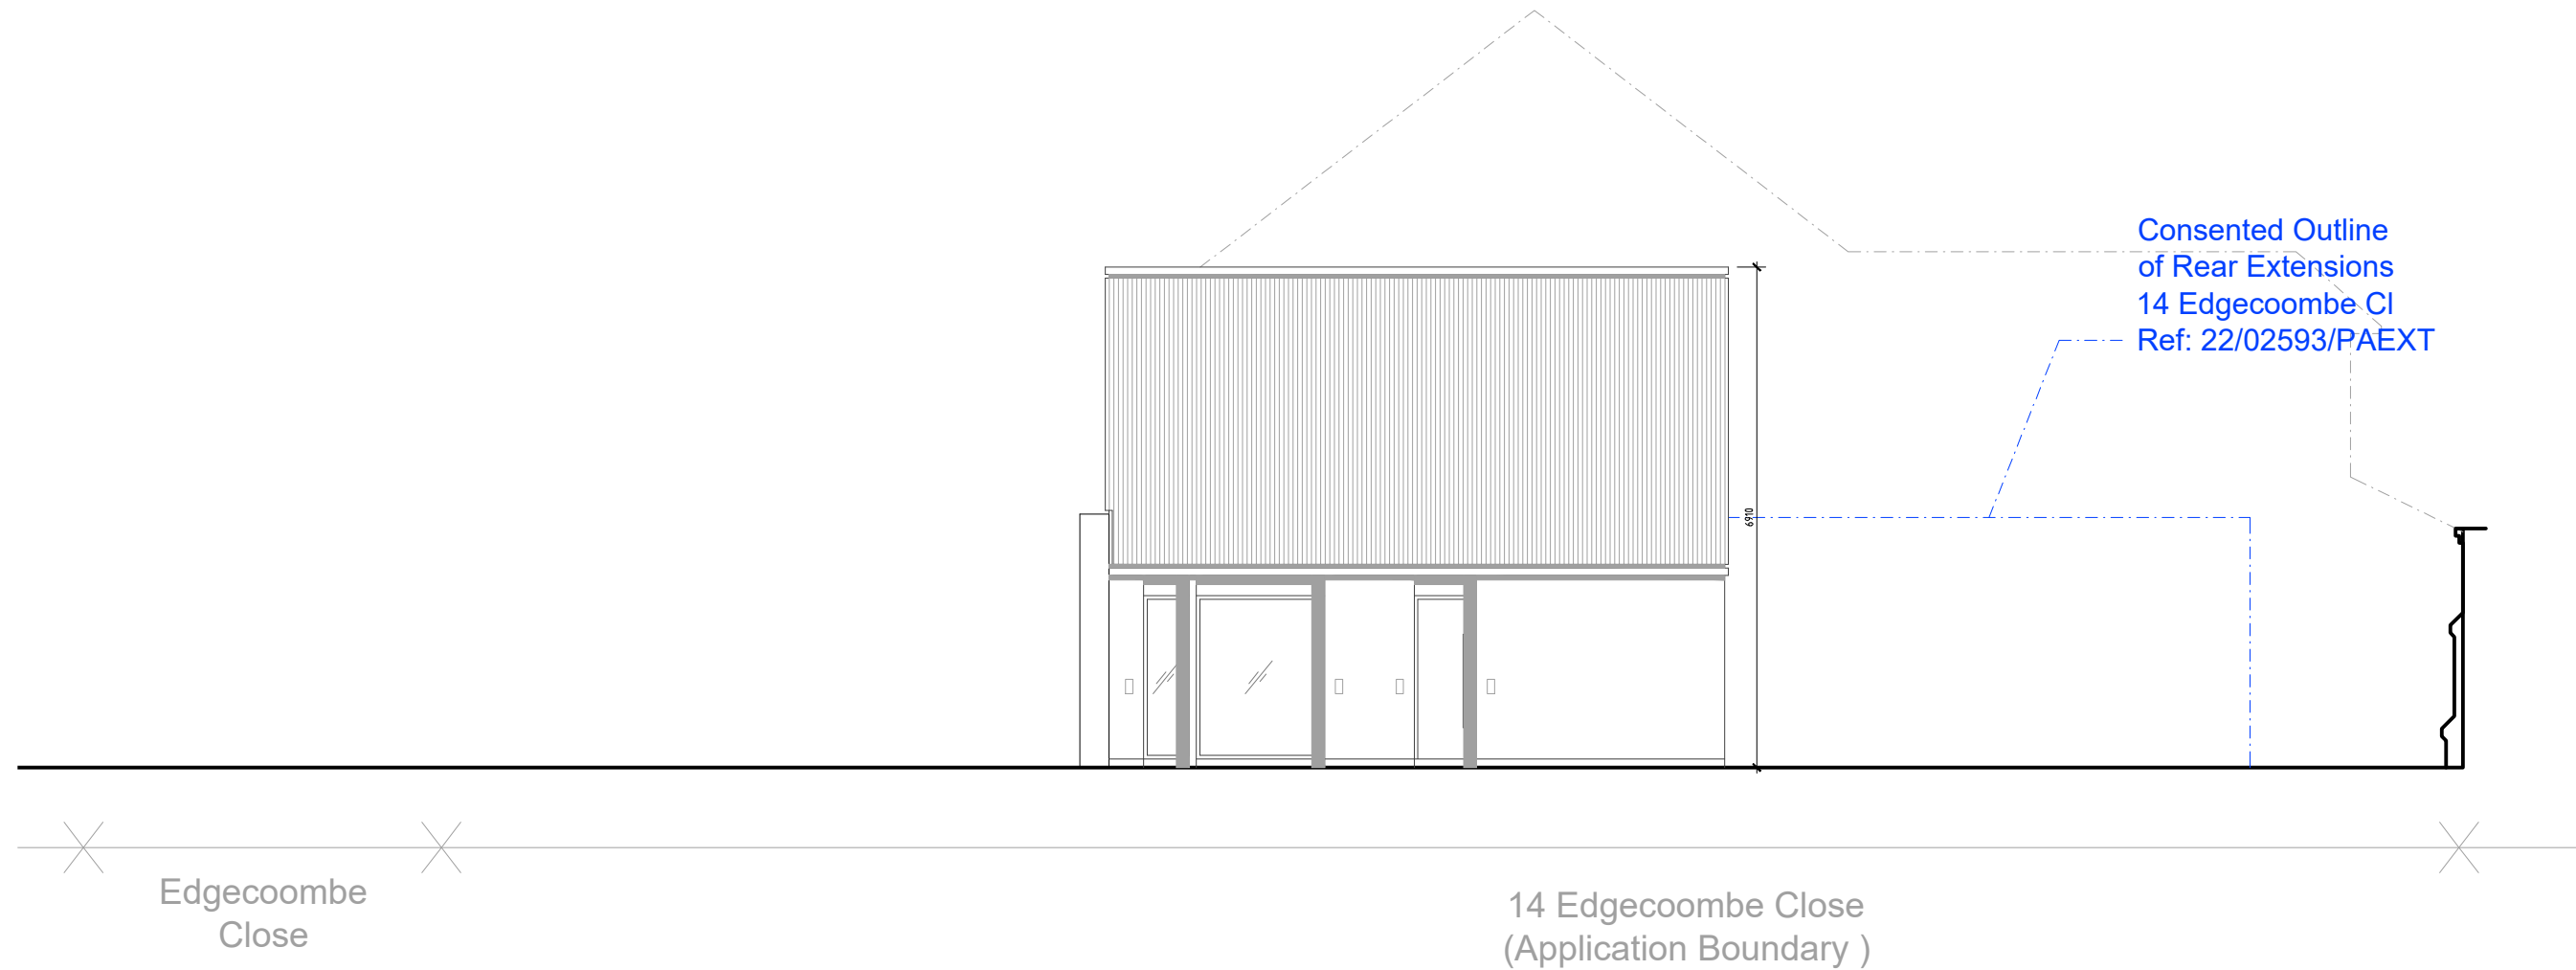 Consented Outline
of Rear Extensions
14 Edgecoombe Cl
Ref: 22/02593/PAEXT
6910
Edgecoombe
Close
14 Edgecoombe Close
(Application Boundary )